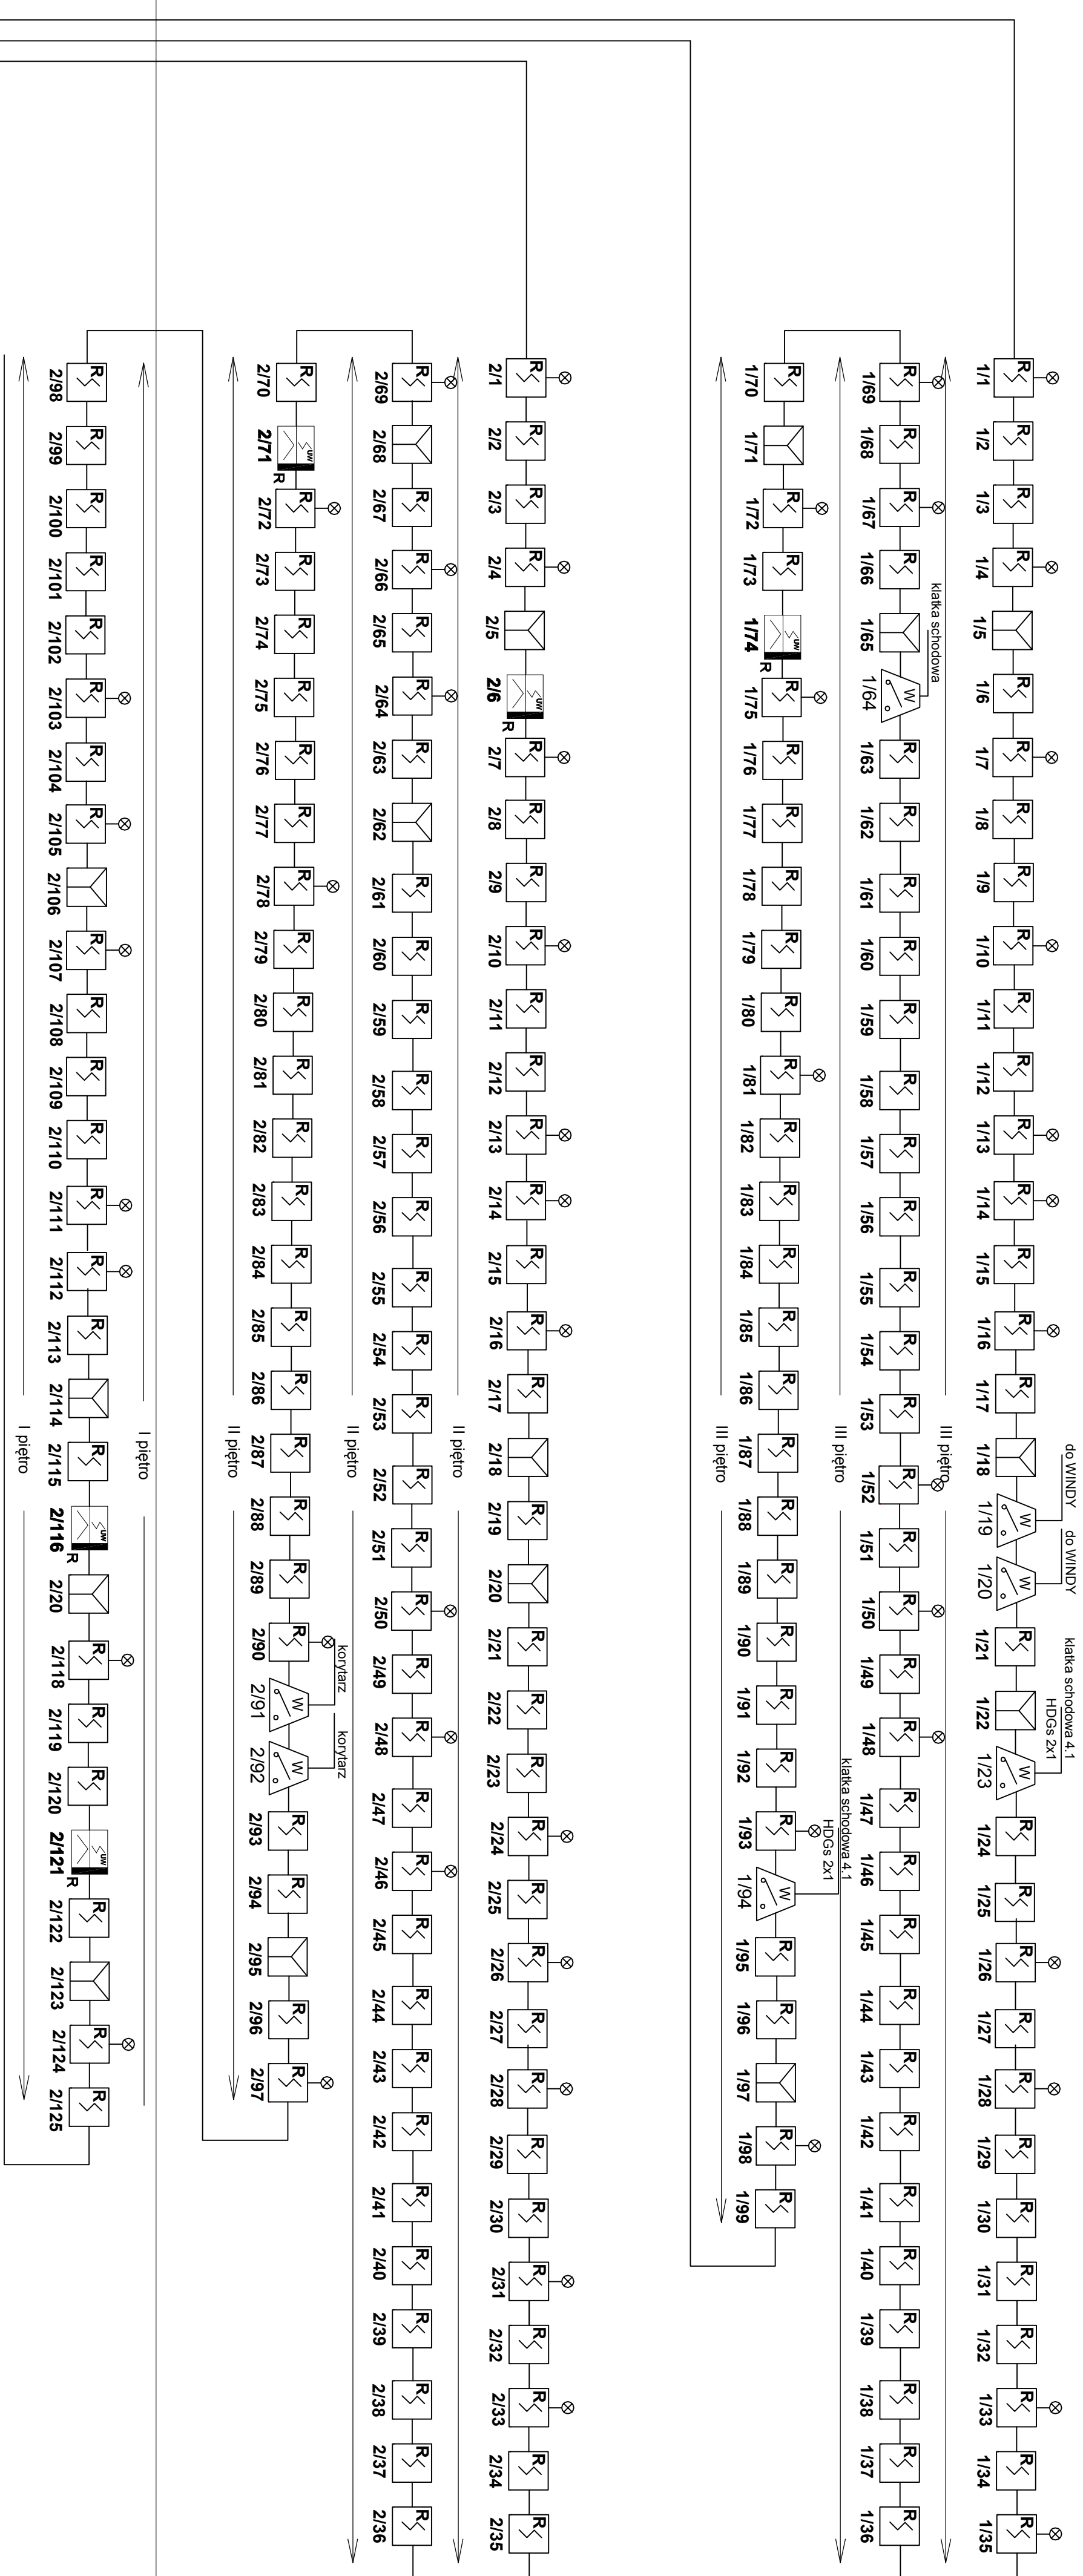 do WINDY do WINDY klatka schodowa 4.1
HDGs 2x1
R R R R R R R R R R R R R R R R W W R W R R R R R R R R R R R R
1/1 1/2 1/3 1/4 1/5 1/6 1/7 1/8 1/9 1/10 1/11 1/12 1/13 1/14 1/15 1/16 1/17 1/18 1/19 1/20 1/21 1/22 1/23 1/24 1/25 1/26 1/27 1/28 1/29 1/30 1/31 1/32 1/33 1/34 1/35
III piętro
klatka schodowa
R R R R W R R R R R R R R R R R R R R R R R R R R R R R R R R R R
1/69 1/68 1/67 1/66 1/65 1/64 1/63 1/62 1/61 1/60 1/59 1/58 1/57 1/56 1/55 1/54 1/53 1/52 1/51 1/50 1/49 1/48 1/47 1/46 1/45 1/44 1/43 1/42 1/41 1/40 1/39 1/38 1/37 1/36
III piętro
klatka schodowa 4.1
HDGs 2x1
R R R UW R R R R R R R R R R R R R R R R R R R R W R R R R
1/70 1/71 1/72 1/73 1/74 1/75 1/76 1/77 1/78 1/79 1/80 1/81 1/82 1/83 1/84 1/85 1/86 1/87 1/88 1/89 1/90 1/91 1/92 1/93 1/94 1/95 1/96 1/97 1/98 1/99
III piętro
R R R R UW R R R R R R R R R R R R R R R R R R R R R R R R R R R R
2/1 2/2 2/3 2/4 2/5 2/6 2/7 2/8 2/9 2/10 2/11 2/12 2/13 2/14 2/15 2/16 2/17 2/18 2/19 2/20 2/21 2/22 2/23 2/24 2/25 2/26 2/27 2/28 2/29 2/30 2/31 2/32 2/33 2/34 2/35
II piętro
R R R R R R R R R R R R R R R R R R R R R R R R R R R R R R R R
2/69 2/68 2/67 2/66 2/65 2/64 2/63 2/62 2/61 2/60 2/59 2/58 2/57 2/56 2/55 2/54 2/53 2/52 2/51 2/50 2/49 2/48 2/47 2/46 2/45 2/44 2/43 2/42 2/41 2/40 2/39 2/38 2/37 2/36
II piętro
korytarz korytarz
R UW R R R R R R R R R R R R R R R R R R R R W W R R R R
2/70 2/71 2/72 2/73 2/74 2/75 2/76 2/77 2/78 2/79 2/80 2/81 2/82 2/83 2/84 2/85 2/86 2/87 2/88 2/89 2/90 2/91 2/92 2/93 2/94 2/95 2/96 2/97
II piętro
I piętro
R R R R R R R R R R R R R R R R UW R R R R UW R R R R
2/98 2/99 2/100 2/101 2/102 2/103 2/104 2/105 2/106 2/107 2/108 2/109 2/110 2/111 2/112 2/113 2/114 2/115 2/116 2/20 2/118 2/119 2/120 2/121 2/122 2/123 2/124 2/125
I piętro